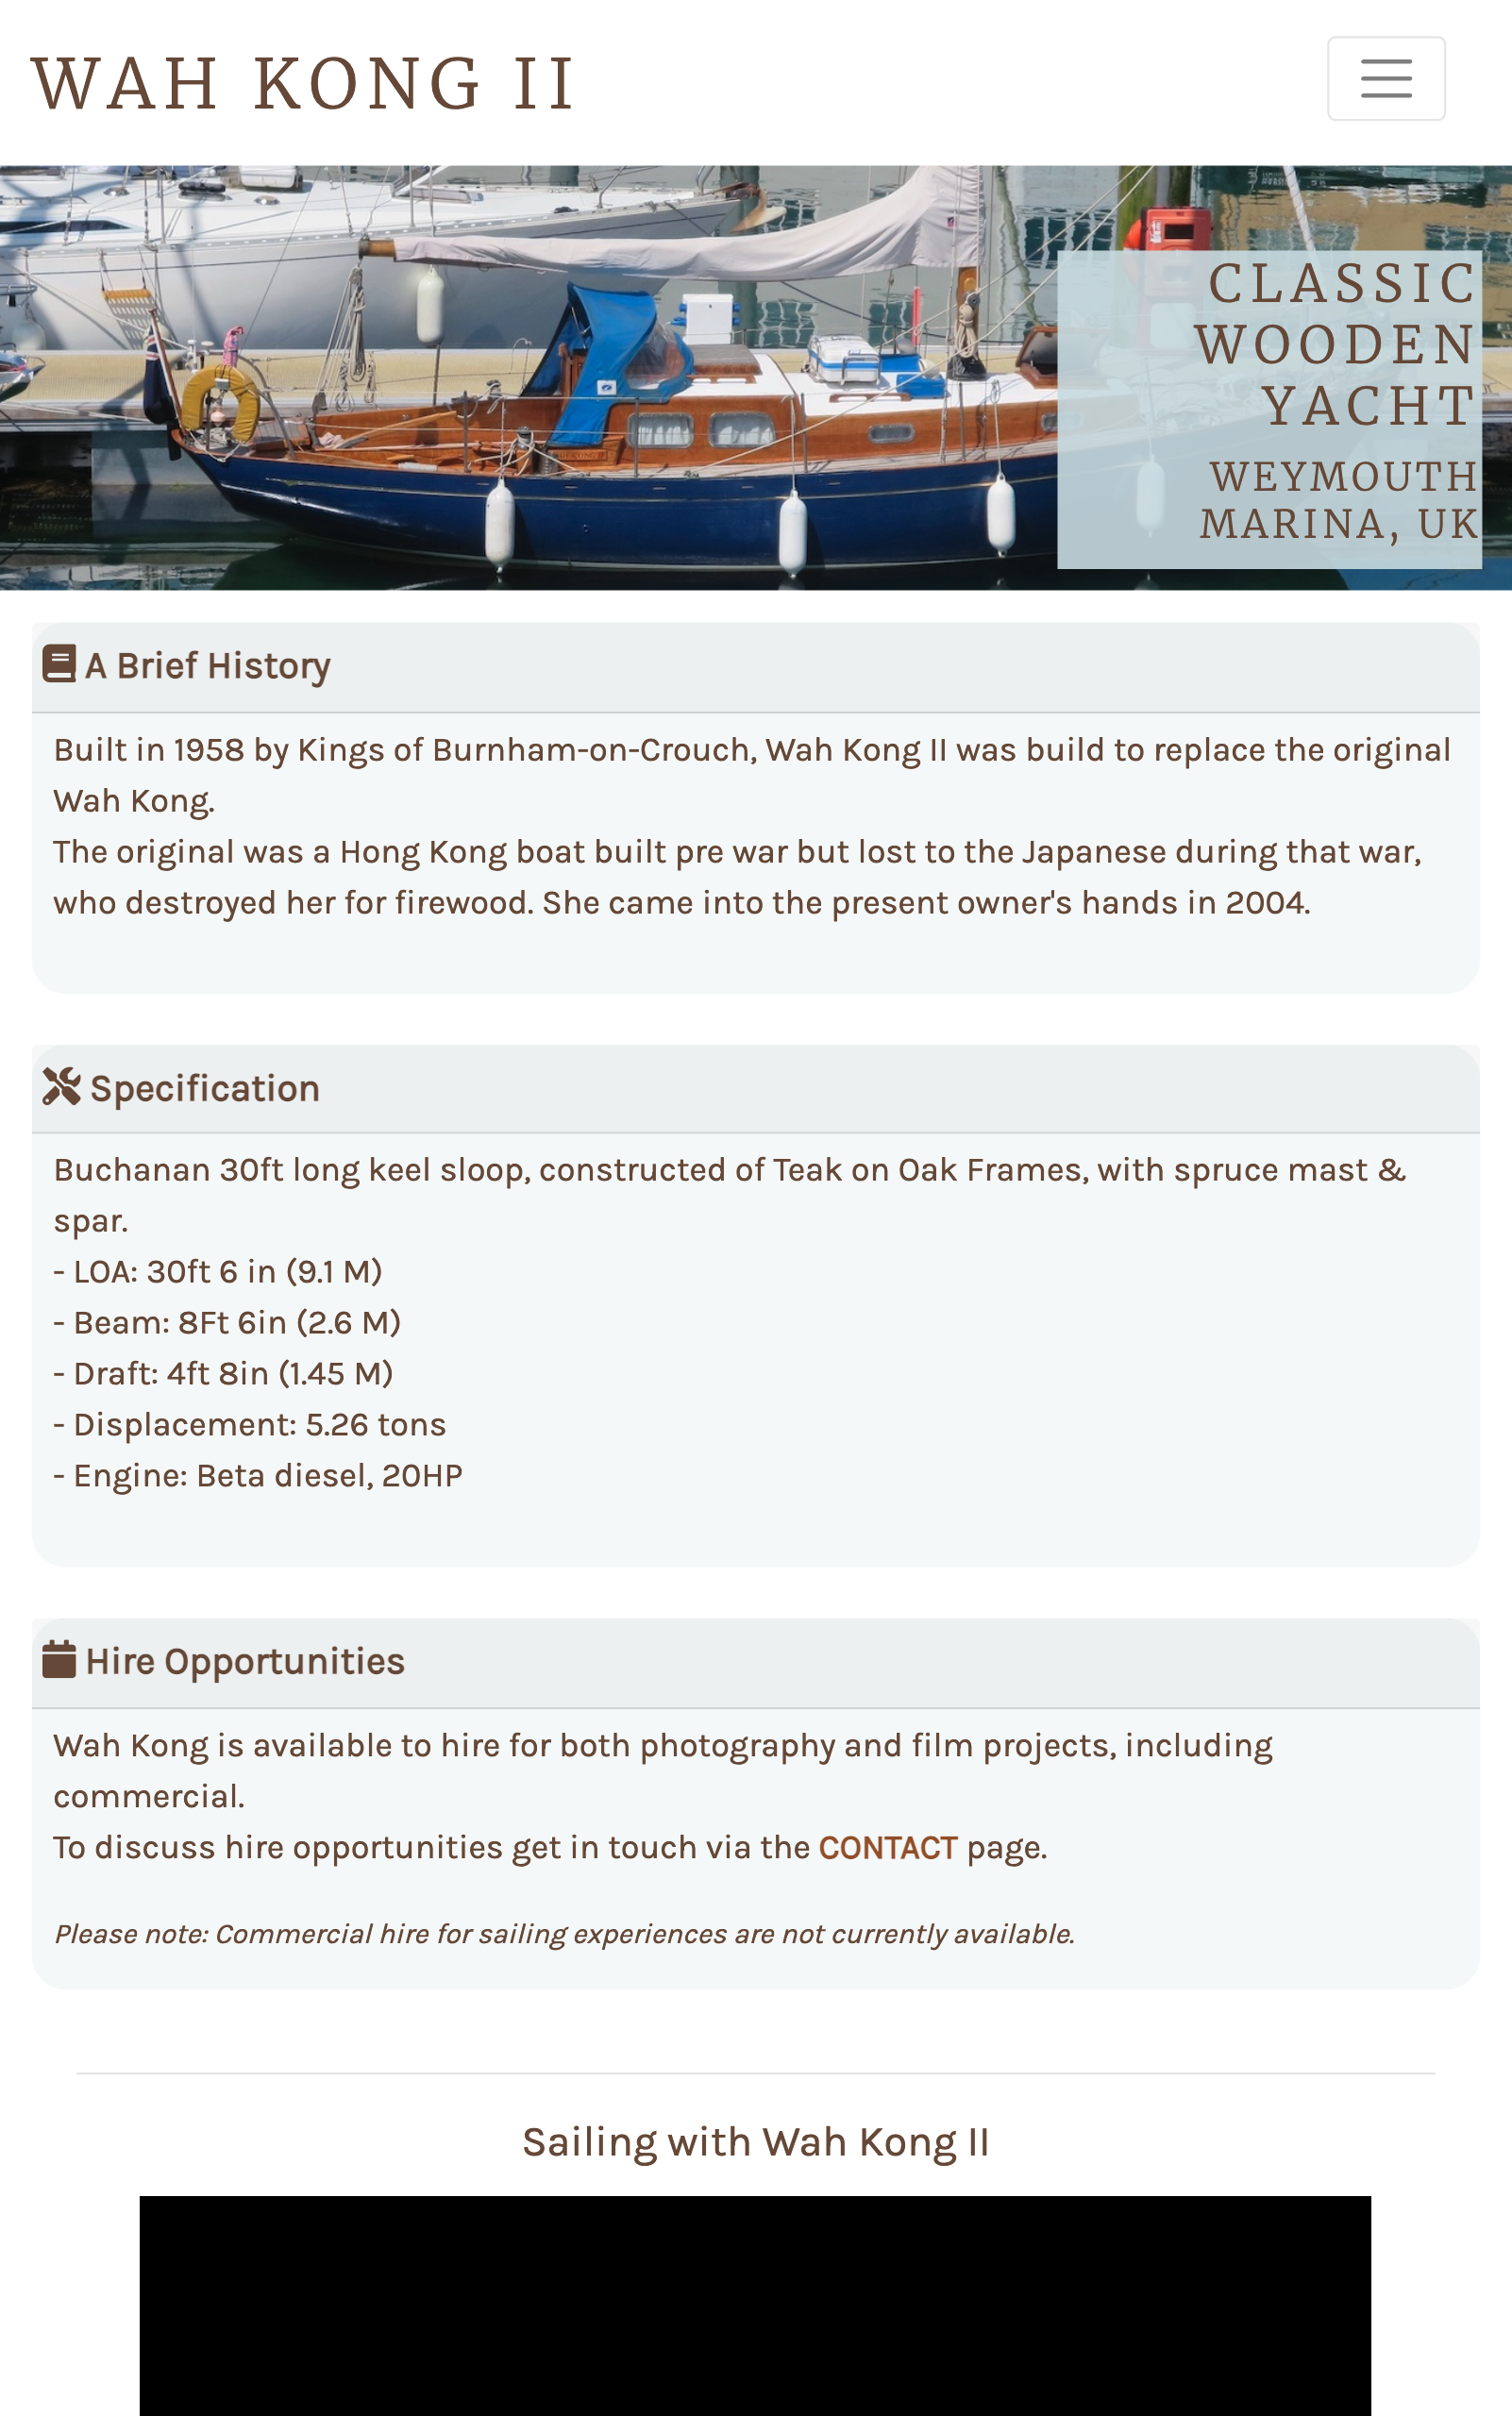 WAH KONG II
CLASSIC
WOODEN
YACHT
WEYMOUTH
MARINA, UK
A Brief History
Built in 1958 by Kings of Burnham-on-Crouch, Wah Kong II was build to replace the original
Wah Kong.
The original was a Hong Kong boat built pre war but lost to the Japanese during that war,
who destroyed her for firewood. She came into the present owner's hands in 2004.
Specification
Buchanan 30ft long keel sloop, constructed of Teak on Oak Frames, with spruce mast &
spar.
- LOA: 30ft 6 in (9.1 M)
- Beam: 8Ft 6in (2.6 M)
- Draft: 4ft 8in (1.45 M)
- Displacement: 5.26 tons
- Engine: Beta diesel, 20HP
Hire Opportunities
Wah Kong is available to hire for both photography and film projects, including
commercial.
To discuss hire opportunities get in touch via the CONTACT page.
Please note: Commercial hire for sailing experiences are not currently available.
Sailing with Wah Kong II